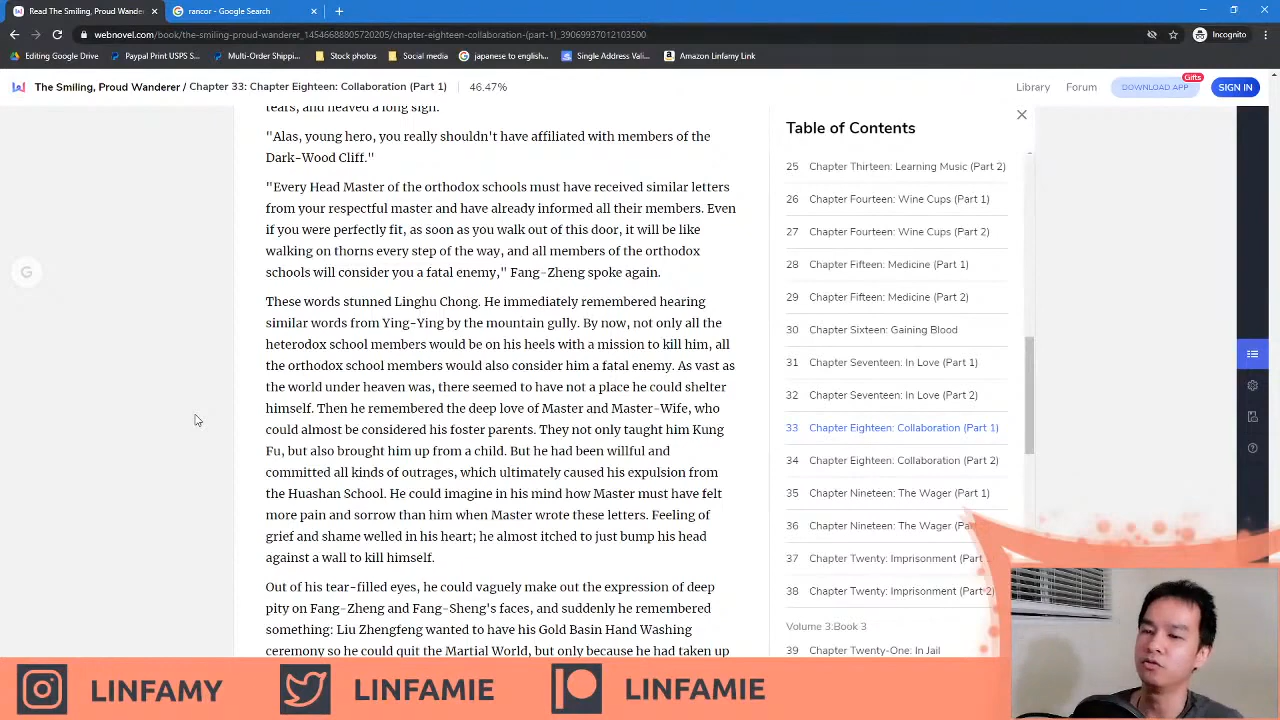 Read The Smiling, Proud Wande
rancor - Google Search
webnovel.com/book/the-smiling-proud-wanderer_14546688805720205/chapter-eighteen-collaboration-(part-1)_39069937012103500
Incognito
Editing Google Drive
Paypal Print USPS S...
Multi-Order Shippi...
Stock photos
Social media
japanese to english...
Single Address Vali...
Amazon Linfamy Link
The Smiling, Proud Wanderer / Chapter 33: Chapter Eighteen: Collaboration (Part 1) 46.47%
Library
Forum
DOWNLOAD APP
Gifts
SIGN IN
tears, and heaved a long sigh.
"Alas, young hero, you really shouldn't have affiliated with members of the
Dark-Wood Cliff."
"Every Head Master of the orthodox schools must have received similar letters
from your respectful master and have already informed all their members. Even
if you were perfectly fit, as soon as you walk out of this door, it will be like
walking on thorns every step of the way, and all members of the orthodox
schools will consider you a fatal enemy," Fang-Zheng spoke again.
These words stunned Linghu Chong. He immediately remembered hearing
similar words from Ying-Ying by the mountain gully. By now, not only all the
heterodox school members would be on his heels with a mission to kill him, all
the orthodox school members would also consider him a fatal enemy. As vast as
the world under heaven was, there seemed to have not a place he could shelter
himself. Then he remembered the deep love of Master and Master-Wife, who
could almost be considered his foster parents. They not only taught him Kung
Fu, but also brought him up from a child. But he had been willful and
committed all kinds of outrages, which ultimately caused his expulsion from
the Huashan School. He could imagine in his mind how Master must have felt
more pain and sorrow than him when Master wrote these letters. Feeling of
grief and shame welled in his heart; he almost itched to just bump his head
against a wall to kill himself.
Out of his tear-filled eyes, he could vaguely make out the expression of deep
pity on Fang-Zheng and Fang-Sheng's faces, and suddenly he remembered
something: Liu Zhengfeng wanted to have his Gold Basin Hand Washing
ceremony so he could quit the Martial World, but only because he had taken up
Table of Contents
25 Chapter Thirteen: Learning Music (Part 2)
26 Chapter Fourteen: Wine Cups (Part 1)
27 Chapter Fourteen: Wine Cups (Part 2)
28 Chapter Fifteen: Medicine (Part 1)
29 Chapter Fifteen: Medicine (Part 2)
30 Chapter Sixteen: Gaining Blood
31 Chapter Seventeen: In Love (Part 1)
32 Chapter Seventeen: In Love (Part 2)
33 Chapter Eighteen: Collaboration (Part 1)
34 Chapter Eighteen: Collaboration (Part 2)
35 Chapter Nineteen: The Wager (Part 1)
36 Chapter Nineteen: The Wager (Pa
37 Chapter Twenty: Imprisonment (Part
38 Chapter Twenty: Imprisonment (Part 2)
Volume 3:Book 3
39 Chapter Twenty-One: In Jail
G
LINFAMY
LINFAMIE
LINFAMIE